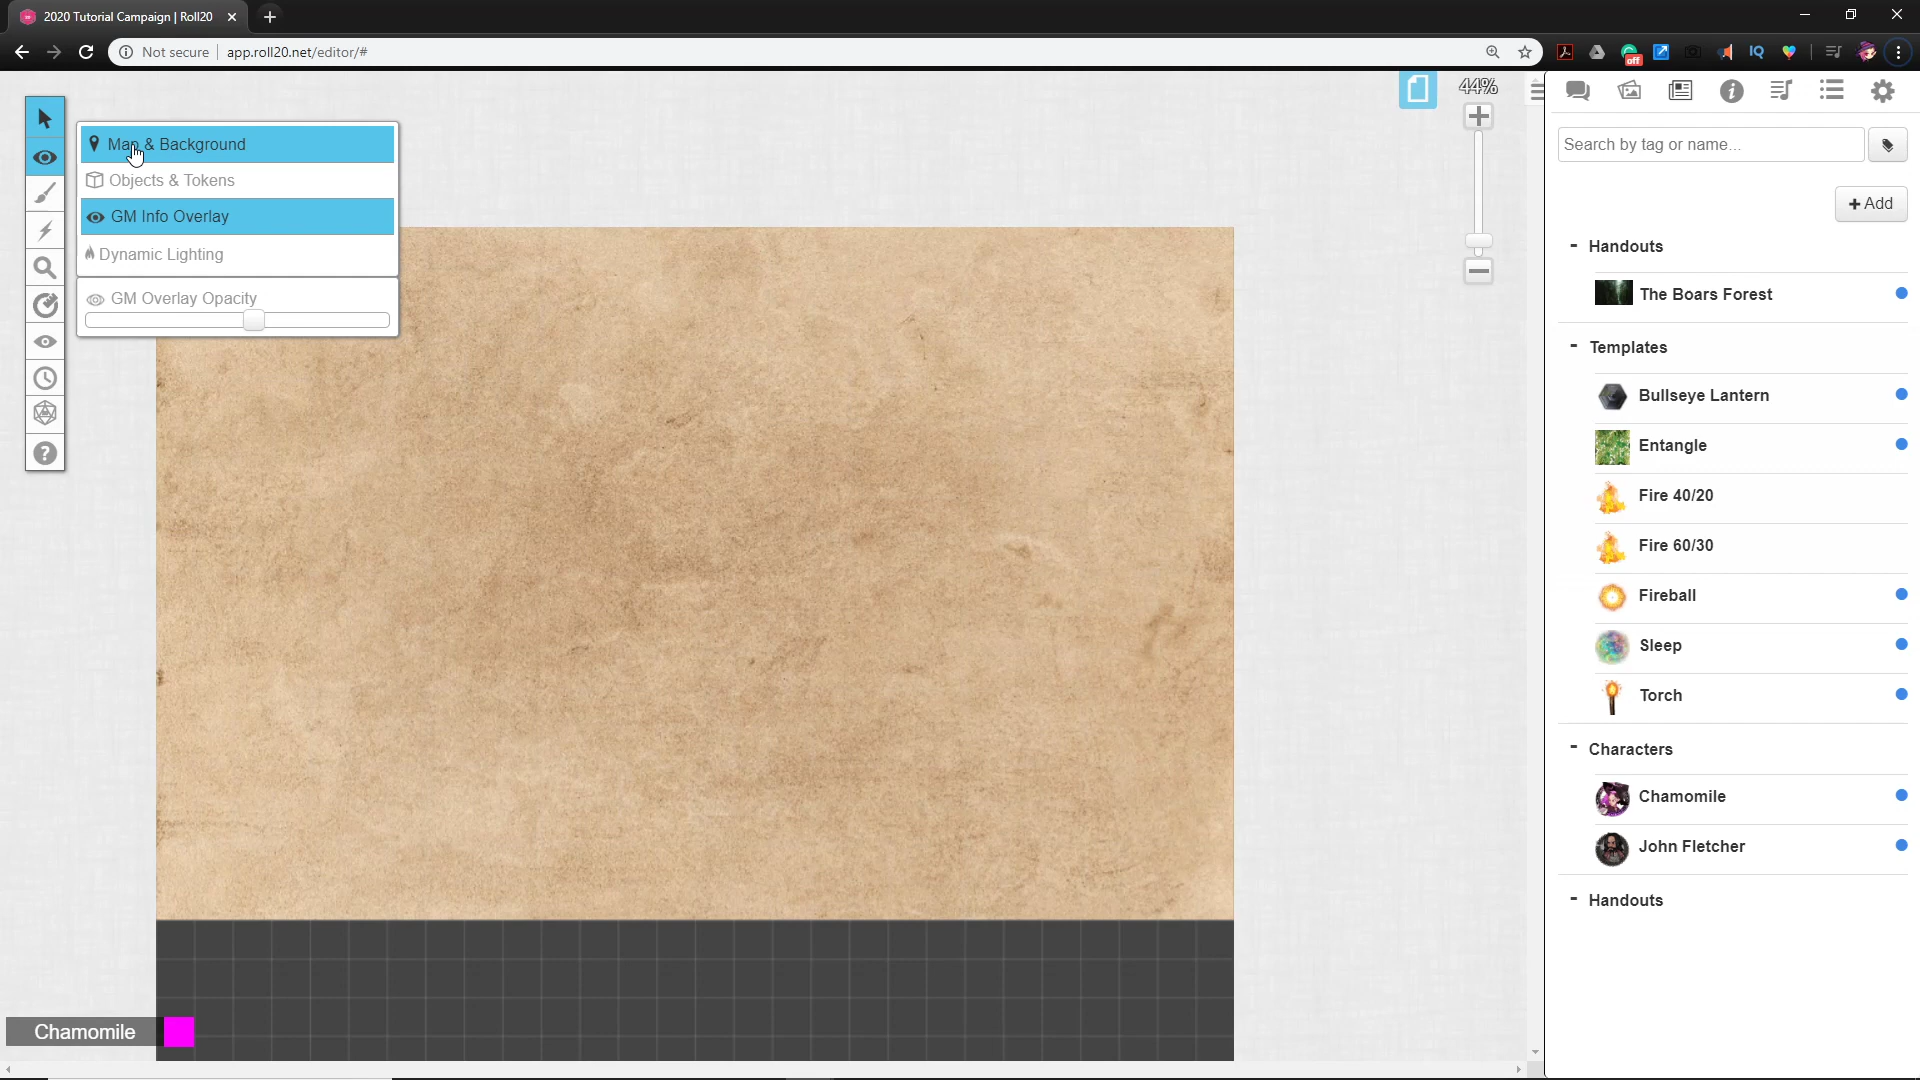 2020 Tutorial Campaign | Roll20
Not secure
app.roll20.net/editor/#
off
IQ
44%
Map & Background
Objects & Tokens
GM Info Overlay
Dynamic Lighting
GM Overlay Opacity
Search by tag or name...
+ Add
- Handouts
The Boars Forest
- Templates
Bullseye Lantern
Entangle
Fire 40/20
Fire 60/30
Fireball
Sleep
Torch
- Characters
Chamomile
John Fletcher
- Handouts
Chamomile